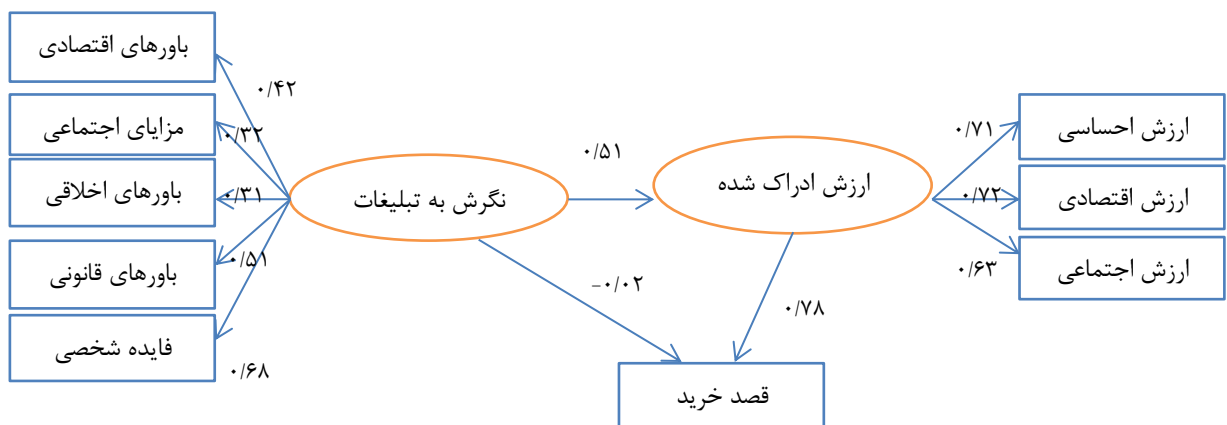 باورهای اقتصادی
مزایای اجتماعی
باورهای اخلاقی
باورهای قانونی
فایده شخصی
۰/۴۲
۰/۳۲
۰/۳۱
۰/۵۱
۰/۶۸
نگرش به تبلیغات
۰/۵۱
ارزش ادراک شده
۰/۷۱
۰/۷۲
۰/۶۳
ارزش احساسی
ارزش اقتصادی
ارزش اجتماعی
-۰/۰۲
۰/۷۸
قصد خرید